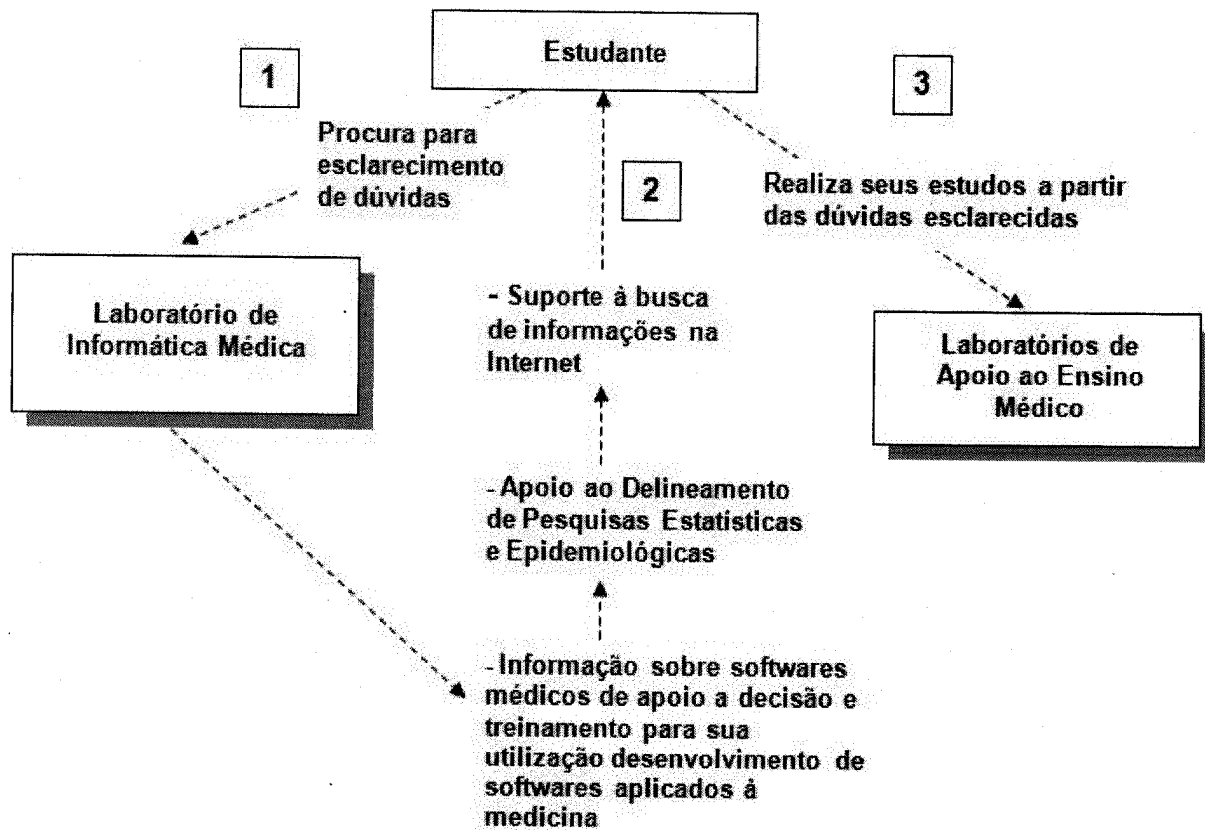 Estudante
1
3
Procura para
esclarecimento
de dúvidas
2
Realiza seus estudos a partir
das dúvidas esclarecidas
Laboratório de
Informática Médica
- Suporte à busca
de informações na
Internet
Laboratórios de
Apoio ao Ensino
Médico
- Apoio ao Delineamento
de Pesquisas Estatísticas
e Epidemiológicas
- Informação sobre softwares
médicos de apoio a decisão e
treinamento para sua
utilização desenvolvimento de
softwares aplicados à
medicina